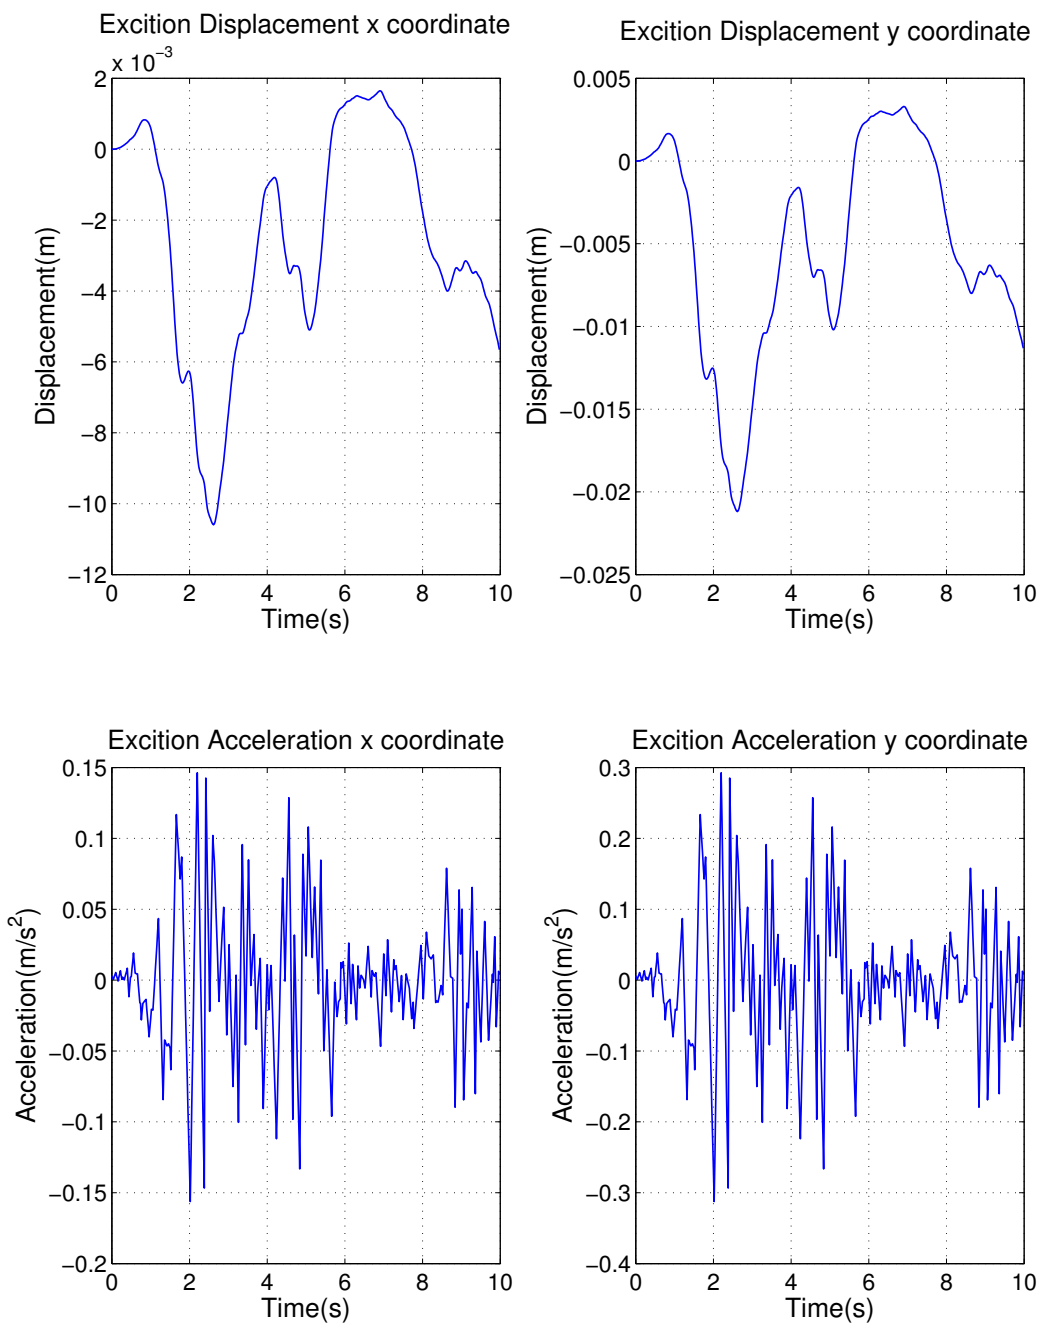 Excition Displacement x coordinate
x 10⁻³
2
0
−2
−4
−6
−8
−10
−12
Displacement(m)
0 2 4 6 8 10
Time(s)
Excition Displacement y coordinate
0.005
0
−0.005
−0.01
−0.015
−0.02
−0.025
Displacement(m)
0 2 4 6 8 10
Time(s)
Excition Acceleration x coordinate
0.15
0.1
0.05
0
−0.05
−0.1
−0.15
−0.2
Acceleration(m/s²)
0 2 4 6 8 10
Time(s)
Excition Acceleration y coordinate
0.3
0.2
0.1
0
−0.1
−0.2
−0.3
−0.4
Acceleration(m/s²)
0 2 4 6 8 10
Time(s)